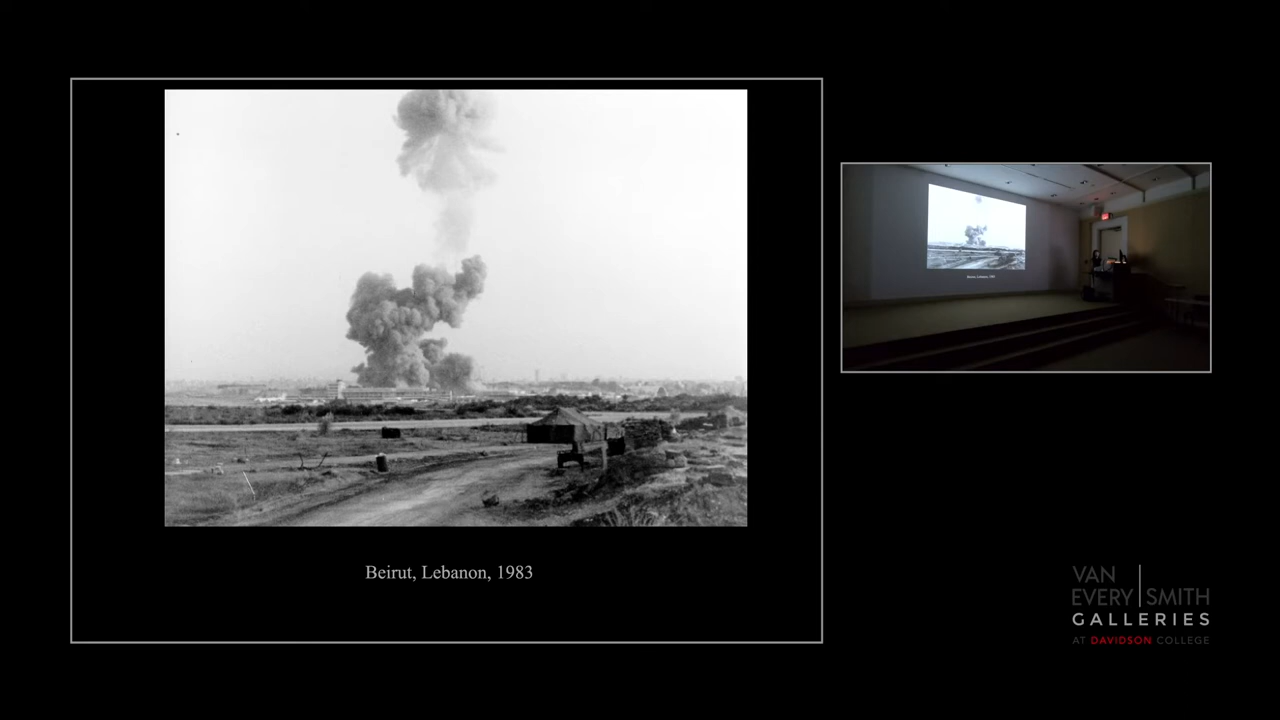 Beirut, Lebanon, 1983
VAN
EVERY SMITH
GALLERIES
AT DAVIDSON COLLEGE